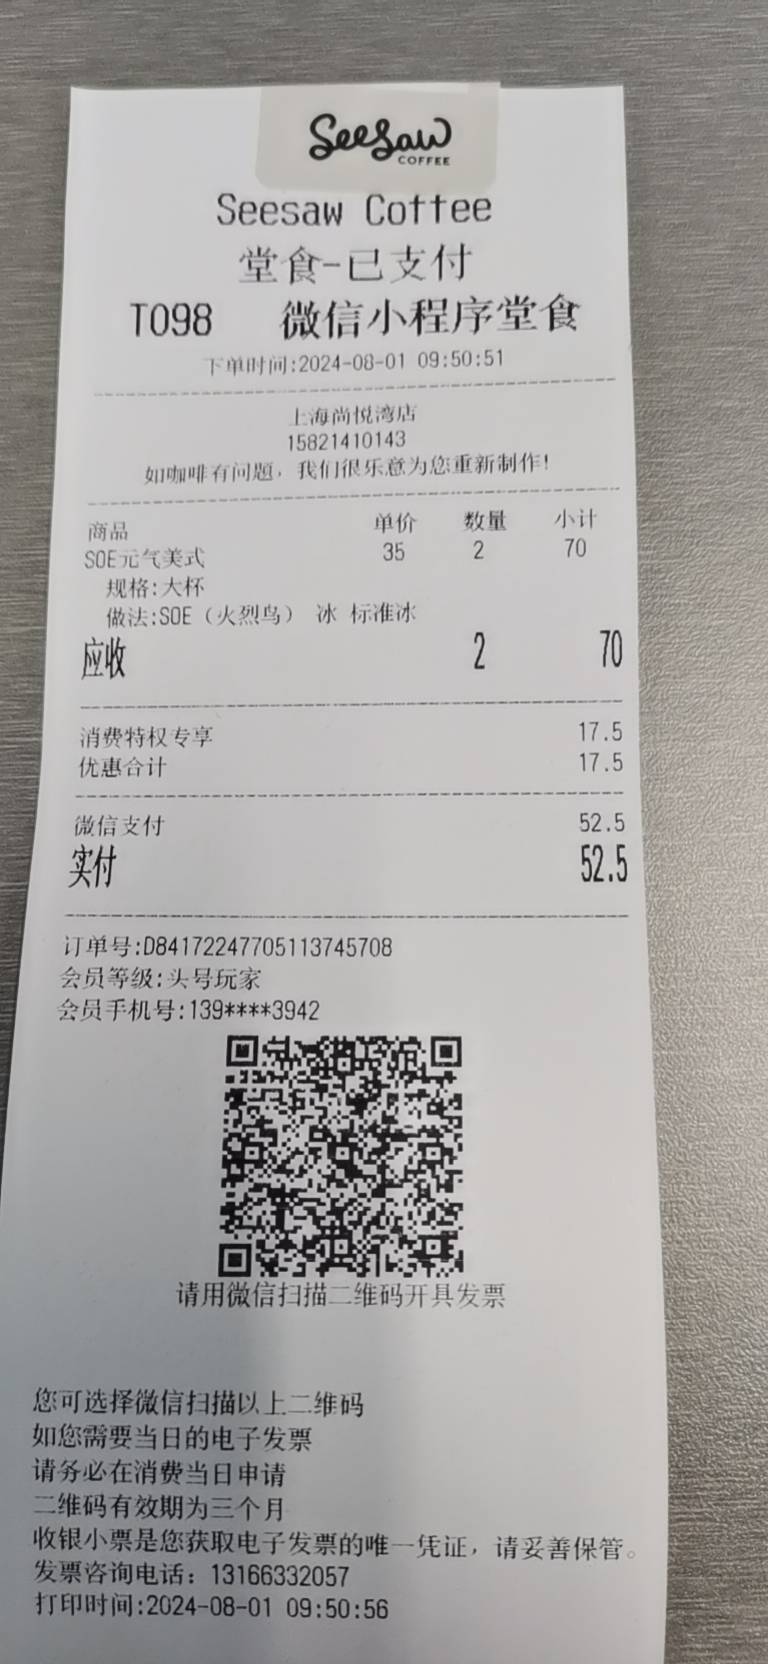 Seesaw
COFFEE
Seesaw Coffee
堂食-已支付
T098 微信小程序堂食
下单时间:2024-08-01 09:50:51
上海尚悦湾店
15821410143
如咖啡有问题，我们很乐意为您重新制作!
商品 单价 数量 小计
SOE元气美式 35 2 70
规格:大杯
做法:SOE（火烈鸟） 冰 标准冰
应收 2 70
消费特权专享 17.5
优惠合计 17.5
微信支付 52.5
实付 52.5
订单号:D841722477051137​45708
会员等级:头号玩家
会员手机号:139****3942
请用微信扫描二维码开具发票
您可选择微信扫描以上二维码
如您需要当日的电子发票
请务必在消费当日申请
二维码有效期为三个月
收银小票是您获取电子发票的唯一凭证，请妥善保管。
发票咨询电话：13166332057
打印时间:2024-08-01 09:50:56